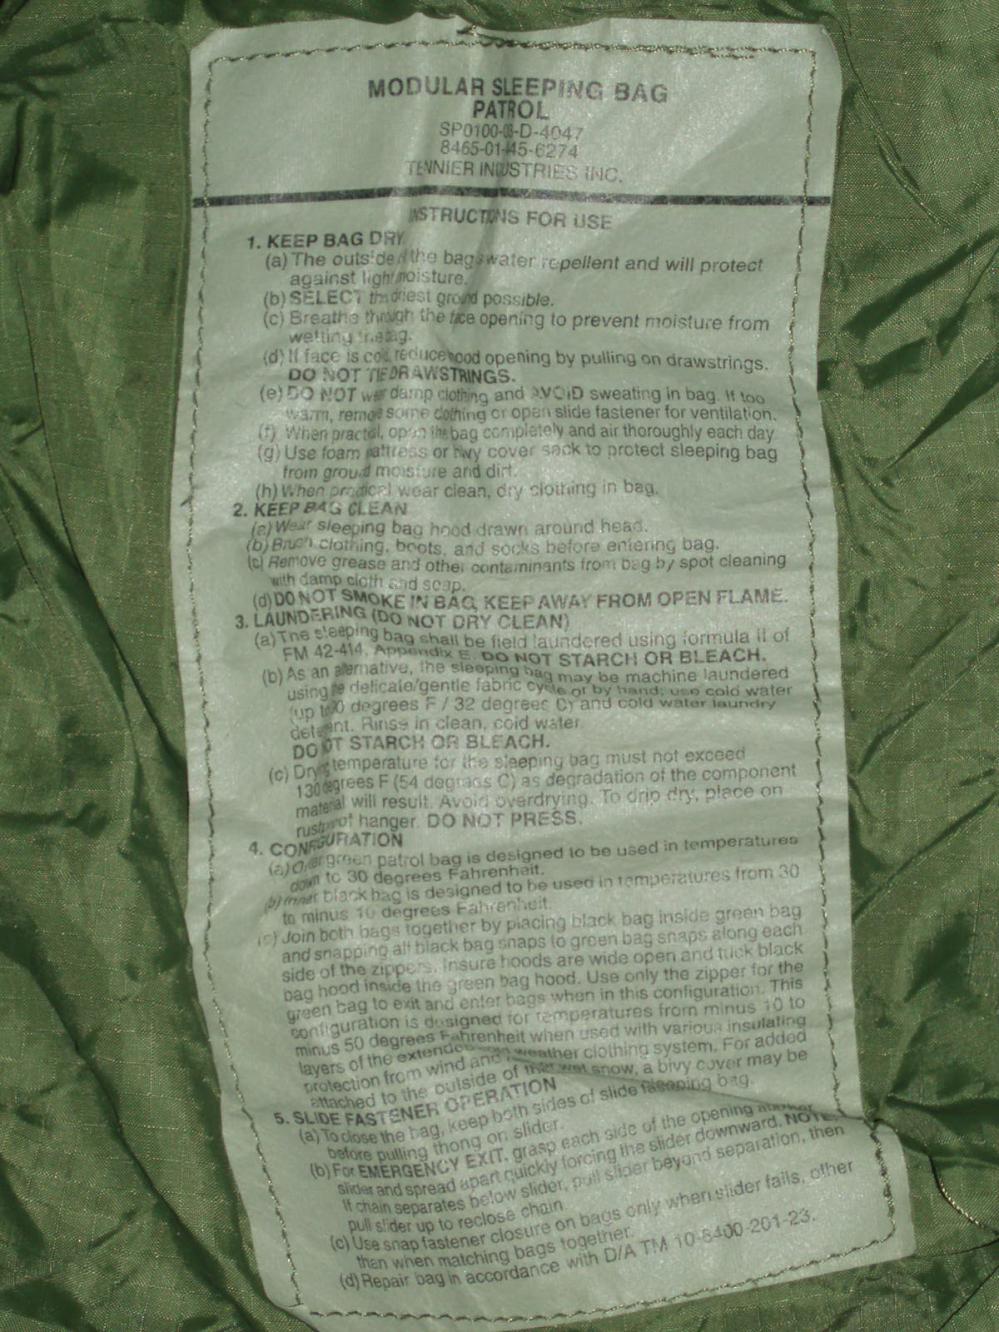 MODULAR SLEEPING BAG
PATROL
SP0100-03-D-4047
8465-01-445-6274
TENNIER INDUSTRIES INC.
INSTRUCTIONS FOR USE
1. KEEP BAG DRY
(a) The outside of the bag water repellent and will protect
against light moisture.
(b) SELECT the driest ground possible.
(c) Breathe through the face opening to prevent moisture from
wetting the bag.
(d) If face is cold, reduce hood opening by pulling on drawstrings.
DO NOT TIE DRAWSTRINGS.
(e) DO NOT wear damp clothing and AVOID sweating in bag. If too
warm, remove some clothing or open slide fastener for ventilation.
(f) When practical, open the bag completely and air thoroughly each day
(g) Use foam mattress or bivvy cover sack to protect sleeping bag
from ground moisture and dirt.
(h) When practical wear clean, dry clothing in bag.
2. KEEP BAG CLEAN
(a) Wear sleeping bag hood drawn around head.
(b) Brush clothing, boots, and socks before entering bag.
(c) Remove grease and other contaminants from bag by spot cleaning
with damp cloth and soap.
(d) DO NOT SMOKE IN BAG, KEEP AWAY FROM OPEN FLAME.
3. LAUNDERING (DO NOT DRY CLEAN)
(a) The sleeping bag shall be field laundered using formula II of
FM 42-414, Appendix E. DO NOT STARCH OR BLEACH.
(b) As an alternative, the sleeping bag may be machine laundered
using the delicate/gentle fabric cycle or by hand; use cold water
(up to 90 degrees F / 32 degrees C) and cold water laundry
detergent. Rinse in clean, cold water.
DO NOT STARCH OR BLEACH.
(c) Drying temperature for the sleeping bag must not exceed
130 degrees F (54 degrees C) as degradation of the component
material will result. Avoid overdrying. To drip dry, place on
rustproof hanger. DO NOT PRESS.
4. CONFIGURATION
(a) Outer green patrol bag is designed to be used in temperatures
down to 30 degrees Fahrenheit.
(b) Inner black bag is designed to be used in temperatures from 30
to minus 10 degrees Fahrenheit.
(c) Join both bags together by placing black bag inside green bag
and snapping all black bag snaps to green bag snaps along each
side of the zippers. Insure hoods are wide open and tuck black
bag hood inside the green bag hood. Use only the zipper for the
green bag to exit and enter bags when in this configuration. This
configuration is designed for temperatures from minus 10 to
minus 50 degrees Fahrenheit when used with various insulating
layers of the extended weather clothing system. For added
protection from wind and wet snow, a bivy cover may be
attached to the outside of the sleeping bag.
5. SLIDE FASTENER OPERATION
(a) To close the bag, keep both sides of slide
before pulling thong on slider.
(b) For EMERGENCY EXIT, grasp each side of the opening
slider and spread apart quickly forcing the slider downward. NOTE:
If chain separates below slider, pull slider beyond separation, then
pull slider up to reclose chain.
(c) Use snap fastener closure on bags only when slider fails, other
than when matching bags together.
(d) Repair bag in accordance with D/A TM 10-8400-201-23.